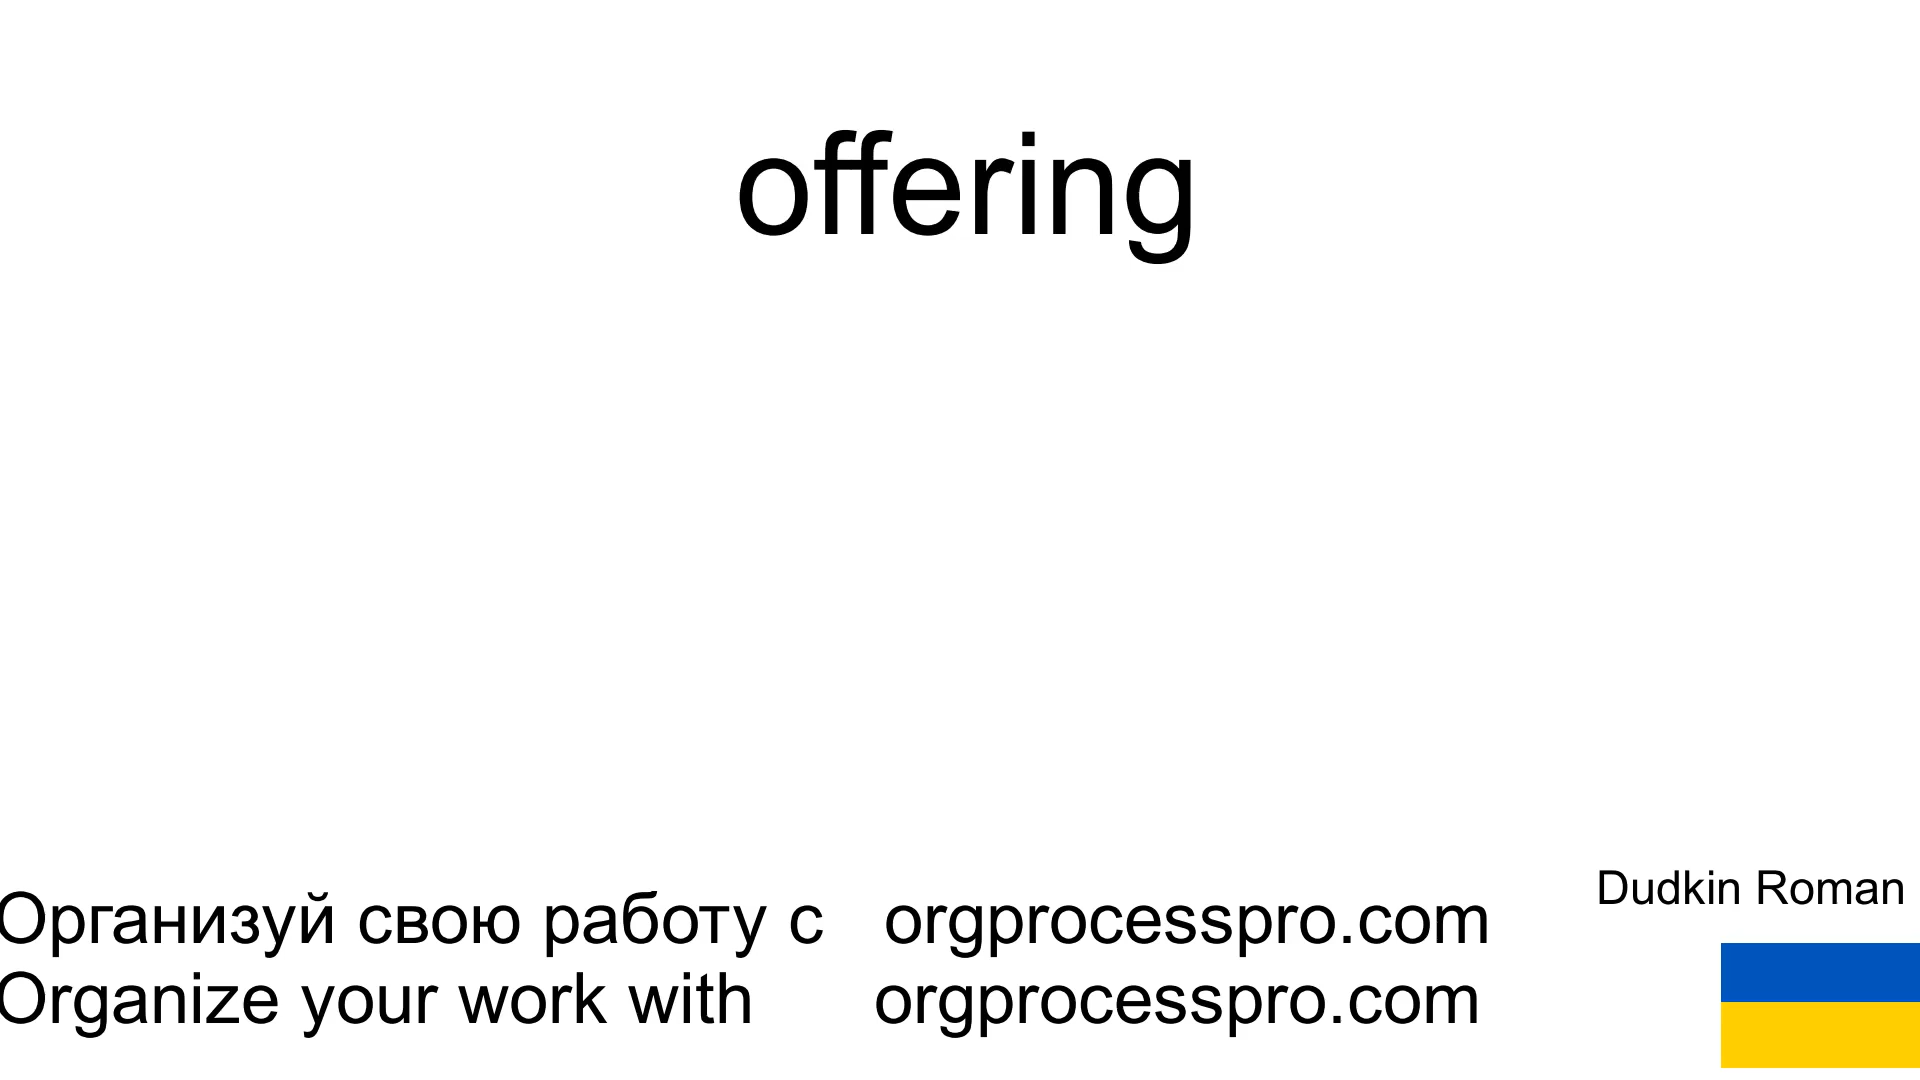 offering
Dudkin Roman
Организуй свою работу с orgprocesspro.com
Organize your work with orgprocesspro.com